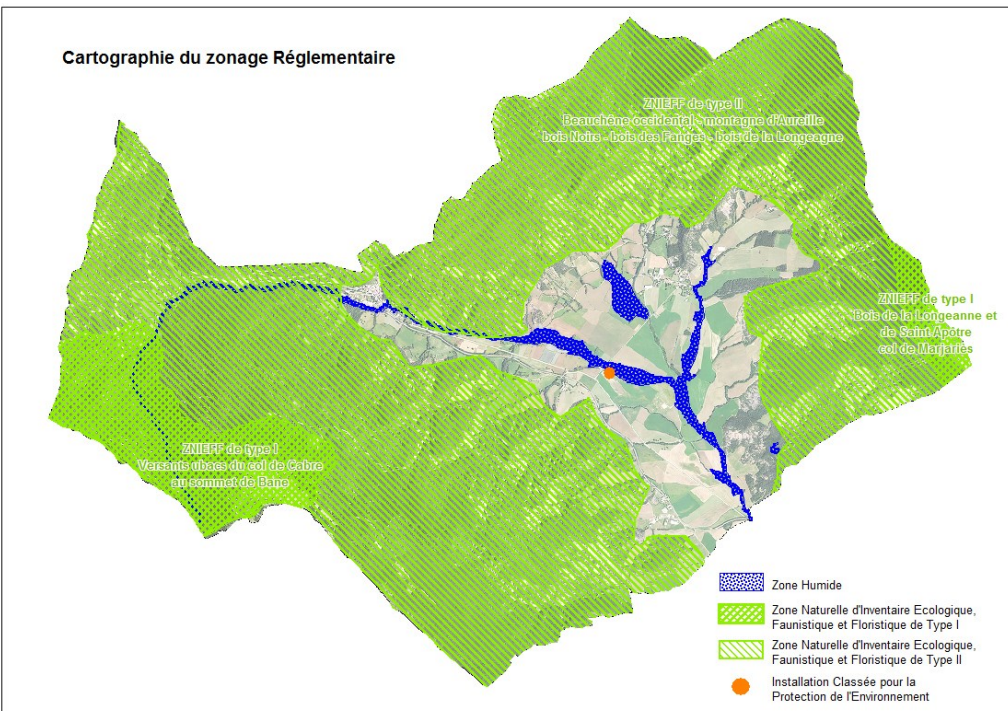 Cartographie du zonage Réglementaire
ZNIEFF de type II
Beauchêne occidental - montagne d'Aureille
bois Noirs - bois des Fanges - bois de la Longeagne
ZNIEFF de type I
Bois de la Longeanne et
de Saint Apôtre
col de Marjariès
ZNIEFF de type I
Versants ubacs du col de Cabre
au sommet de Bane
Zone Humide
Zone Naturelle d'Inventaire Ecologique,
Faunistique et Floristique de Type I
Zone Naturelle d'Inventaire Ecologique,
Faunistique et Floristique de Type II
Installation Classée pour la
Protection de l'Environnement